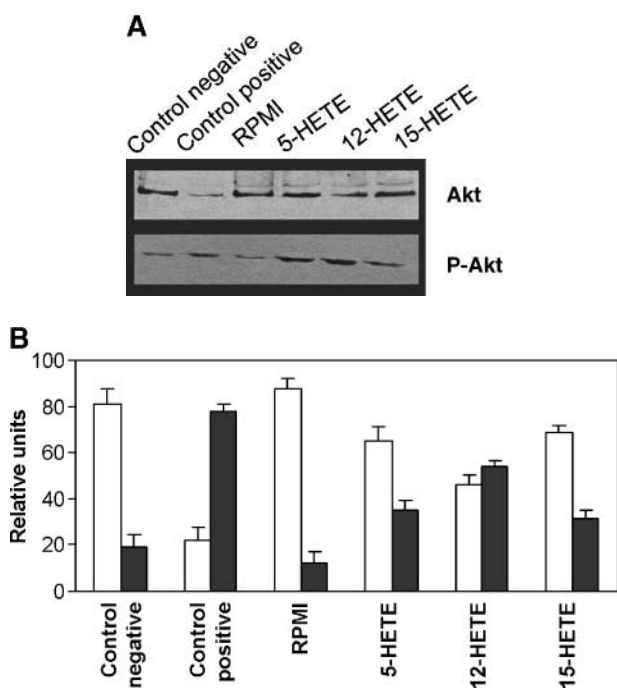 A
Control negative
Control positive
RPMI
5-HETE
12-HETE
15-HETE
Akt
P-Akt
B
100
80
60
40
20
0
Relative units
Control negative
Control positive
RPMI
5-HETE
12-HETE
15-HETE